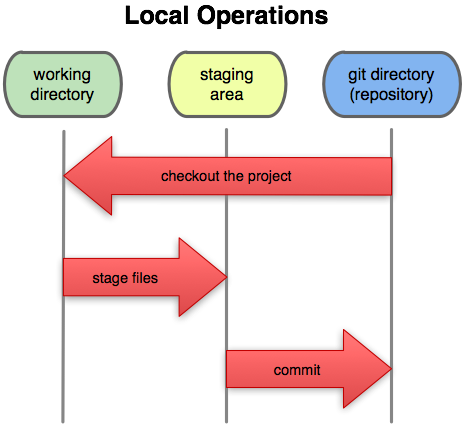 Local Operations
working
directory
staging
area
git directory
(repository)
checkout the project
stage files
commit